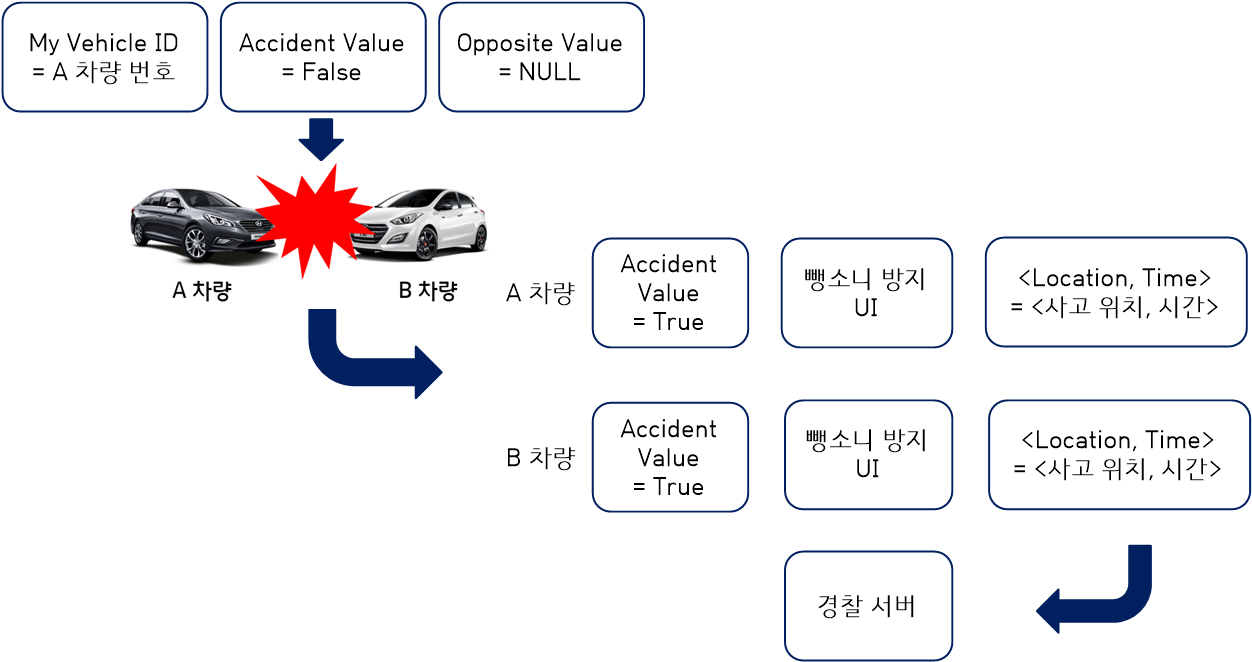 My Vehicle ID
= A 차량 번호
Accident Value
= False
Opposite Value
= NULL
A 차량
B 차량
A 차량
Accident
Value
= True
뺑소니 방지
UI
<Location, Time>
= <사고 위치, 시간>
B 차량
Accident
Value
= True
뺑소니 방지
UI
<Location, Time>
= <사고 위치, 시간>
경찰 서버